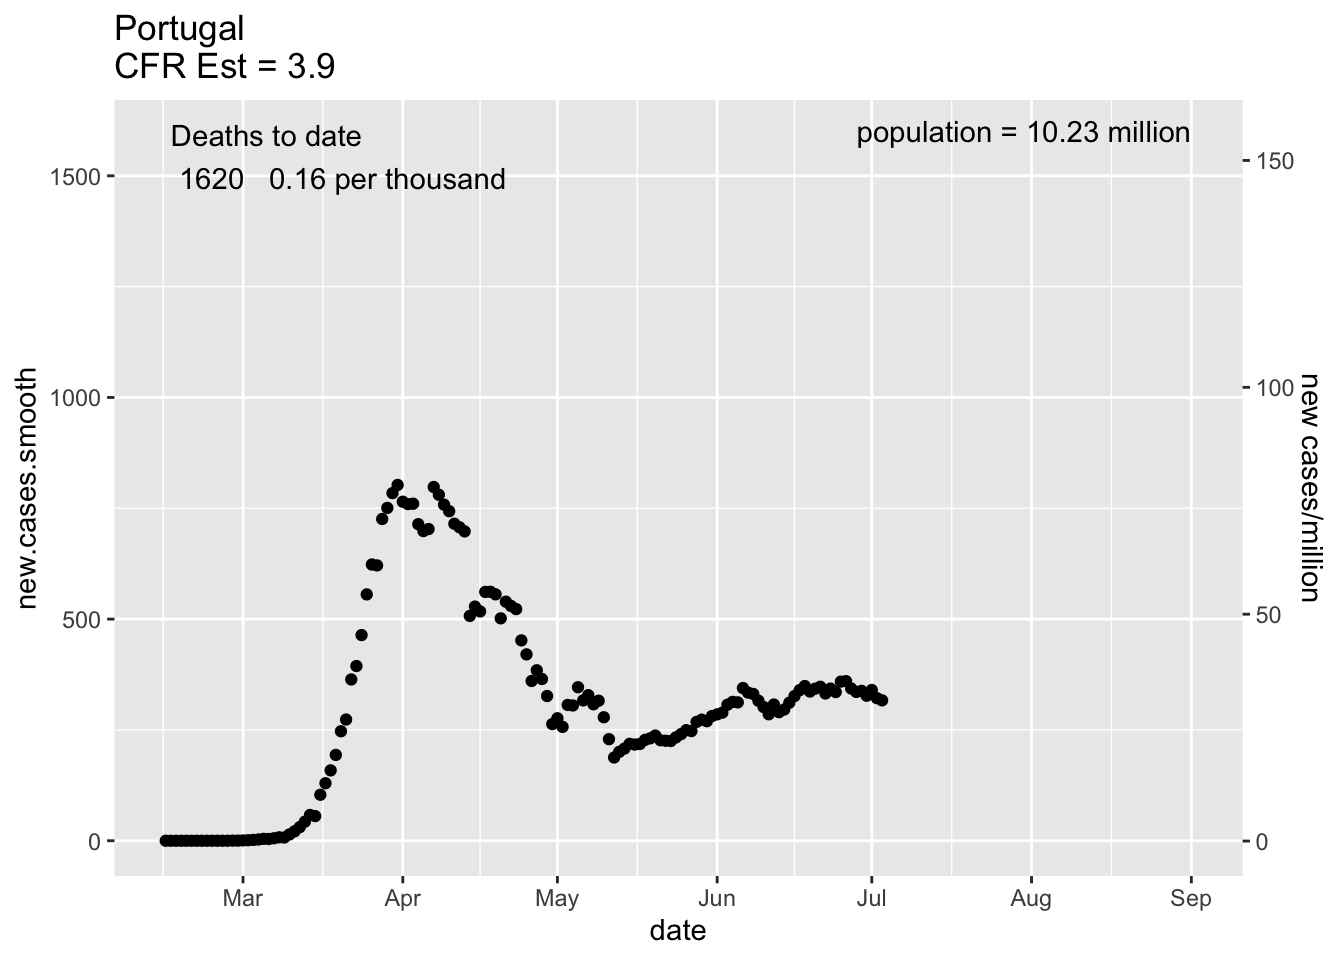 Portugal
CFR Est = 3.9
Deaths to date
1620 0.16 per thousand
population = 10.23 million
1500
1000
500
0
new.cases.smooth
150
100
50
0
new cases/million
Mar Apr May Jun Jul Aug Sep
date